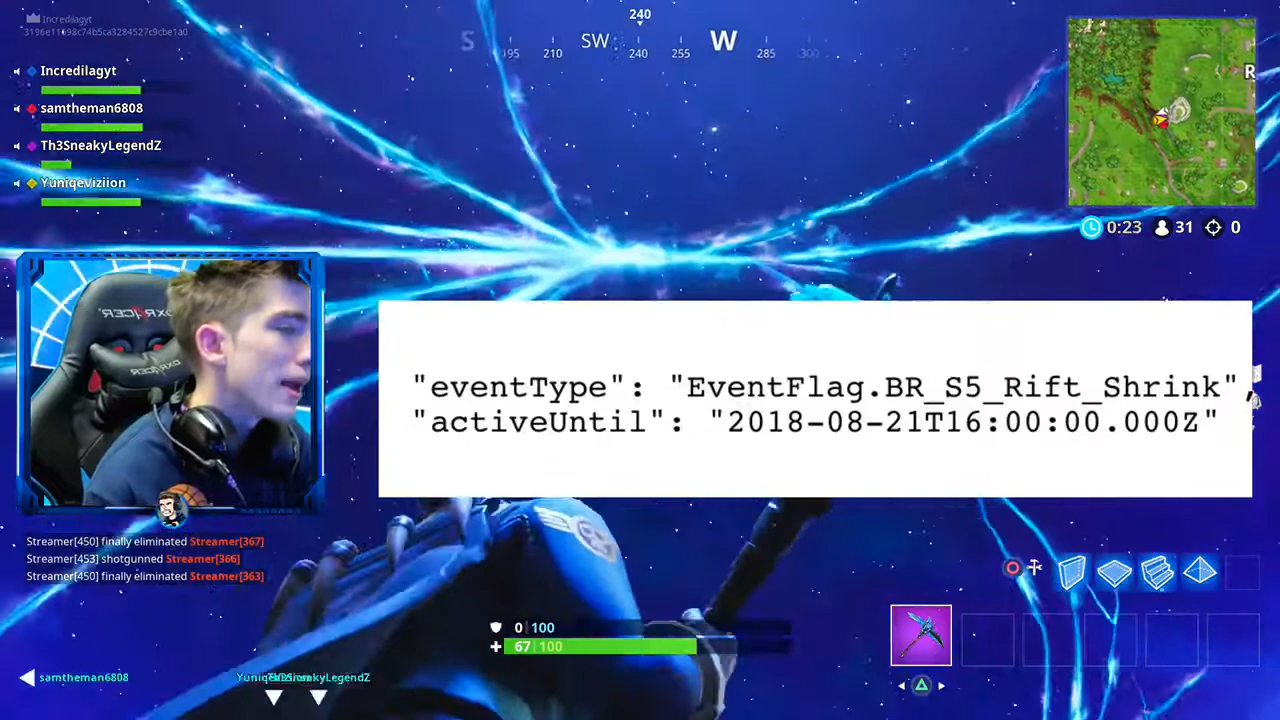 Incredilagyt
240
S 195 210 SW 240 255 W 285 300
Incredilagyt
samtheman6808
Th3SneakyLegendZ
YuniqeViziion
R
0:23 31 0
DXRACER
"eventType": "EventFlag.BR_S5_Rift_Shrink",
"activeUntil": "2018-08-21T16:00:00.000Z"
Streamer[450] finally eliminated Streamer[367]
Streamer[453] shotgunned Streamer[366]
Streamer[450] finally eliminated Streamer[363]
0 | 100
67 | 100
samtheman6808